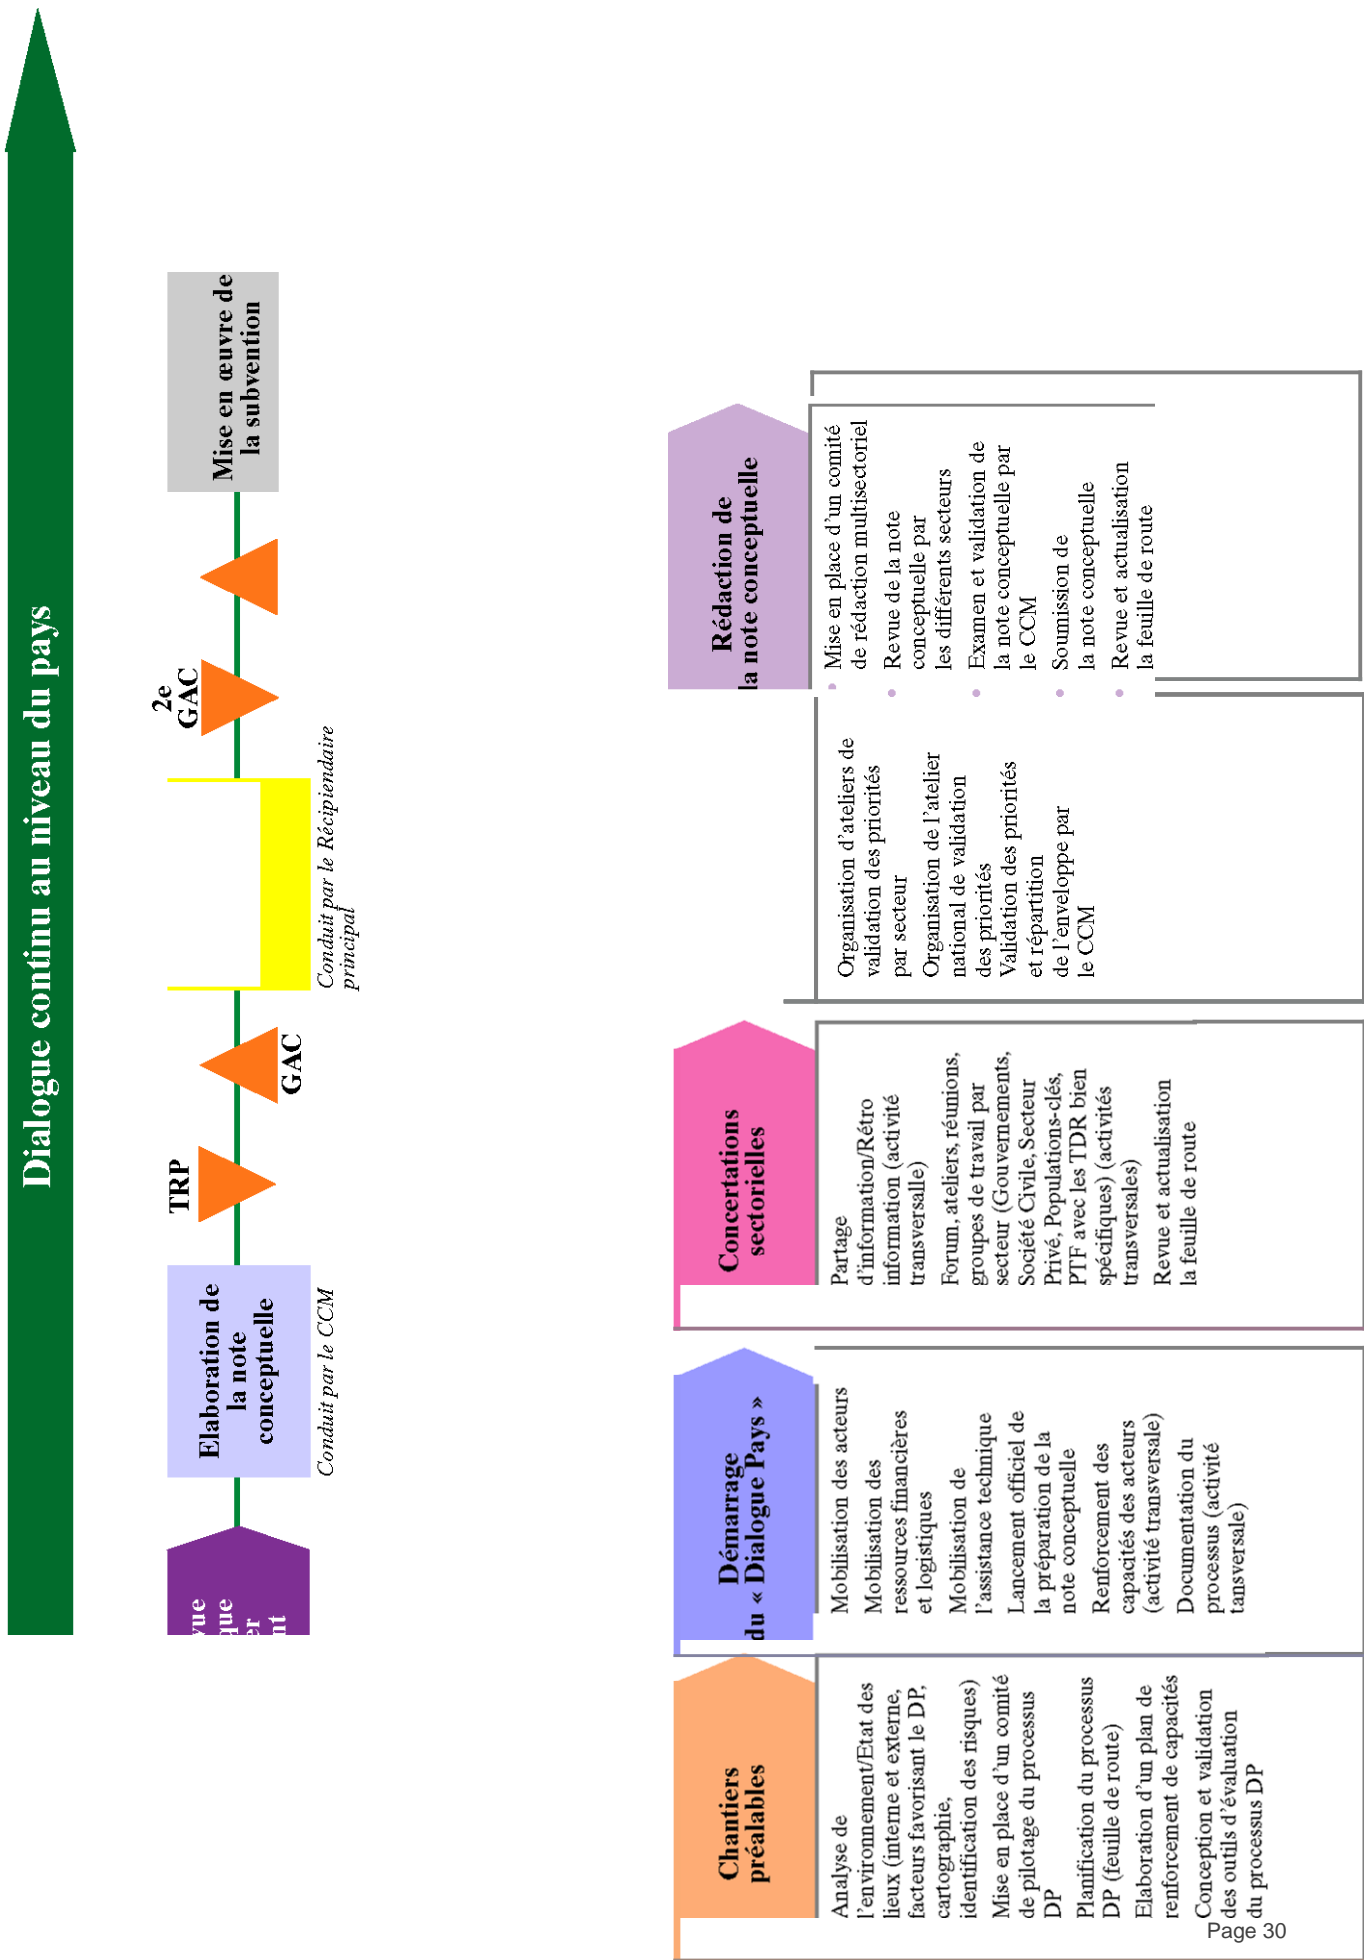 Dialogue continu au niveau du pays
Elaboration de
la note
conceptuelle
Conduit par le CCM
TRP
GAC
Conduit par le Récipiendaire
principal
2e
GAC
Mise en œuvre de
la subvention
Chantiers
préalables
Analyse de
l'environnement/Etat des
lieux (interne et externe,
facteurs favorisant le DP,
cartographie,
identification des risques)
Mise en place d'un comité
de pilotage du processus
DP
Planification du processus
DP (feuille de route)
Elaboration d'un plan de
renforcement de capacités
Conception et validation
des outils d'évaluation
du processus DP
Démarrage
du « Dialogue Pays »
Mobilisation des acteurs
Mobilisation des
ressources financières
et logistiques
Mobilisation de
l'assistance technique
Lancement officiel de
la préparation de la
note conceptuelle
Renforcement des
capacités des acteurs
(activité transversale)
Documentation du
processus (activité
tansversale)
Concertations
sectorielles
Partage
d'information/Rétro
information (activité
transversalle)
Forum, ateliers, réunions,
groupes de travail par
secteur (Gouvernements,
Société Civile, Secteur
Privé, Populations-clés,
PTF avec les TDR bien
spécifiques) (activités
transversales)
Revue et actualisation
la feuille de route
Organisation d'ateliers de
validation des priorités
par secteur
Organisation de l'atelier
national de validation
des priorités
Validation des priorités
et répartition
de l'enveloppe par
le CCM
Rédaction de
la note conceptuelle
• Mise en place d'un comité
de rédaction multisectoriel
• Revue de la note
conceptuelle par
les différents secteurs
• Examen et validation de
la note conceptuelle par
le CCM
• Soumission de
la note conceptuelle
• Revue et actualisation
la feuille de route
Page 30